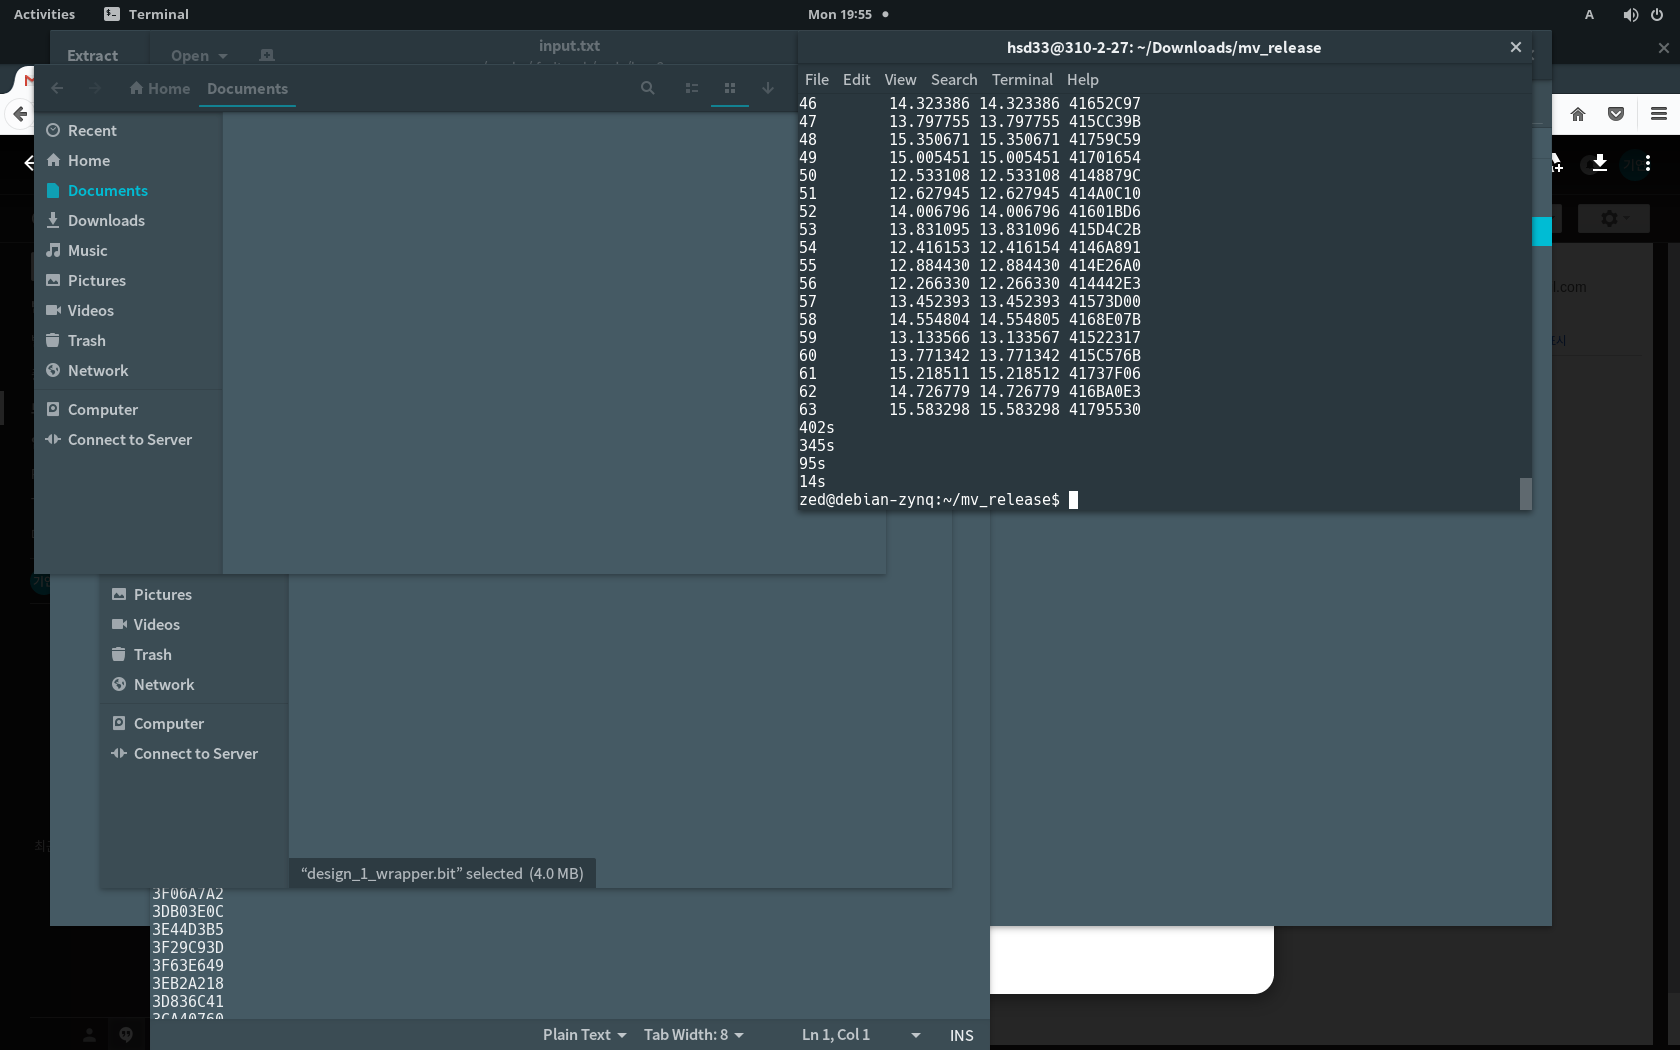 Activities
Terminal
Mon 19:55
A
Extract
Open
input.txt
Home
Documents
Recent
Home
Documents
Downloads
Music
Pictures
Videos
Trash
Network
Computer
Connect to Server
hsd33@310-2-27: ~/Downloads/mv_release
File Edit View Search Terminal Help
46 14.323386 14.323386 41652C97
47 13.797755 13.797755 415CC39B
48 15.350671 15.350671 41759C59
49 15.005451 15.005451 41701654
50 12.533108 12.533108 4148879C
51 12.627945 12.627945 414A0C10
52 14.006796 14.006796 41601BD6
53 13.831095 13.831096 415D4C2B
54 12.416153 12.416154 4146A891
55 12.884430 12.884430 414E26A0
56 12.266330 12.266330 414442E3
57 13.452393 13.452393 41573D00
58 14.554804 14.554805 4168E07B
59 13.133566 13.133567 41522317
60 13.771342 13.771342 415C576B
61 15.218511 15.218512 41737F06
62 14.726779 14.726779 416BA0E3
63 15.583298 15.583298 41795530
402s
345s
95s
14s
zed@debian-zynq:~/mv_release$
Pictures
Videos
Trash
Network
Computer
Connect to Server
“design_1_wrapper.bit” selected (4.0 MB)
3F06A7A2
3DB03E0C
3E44D3B5
3F29C93D
3F63E649
3EB2A218
3D836C41
3CA40760
Plain Text
Tab Width: 8
Ln 1, Col 1
INS